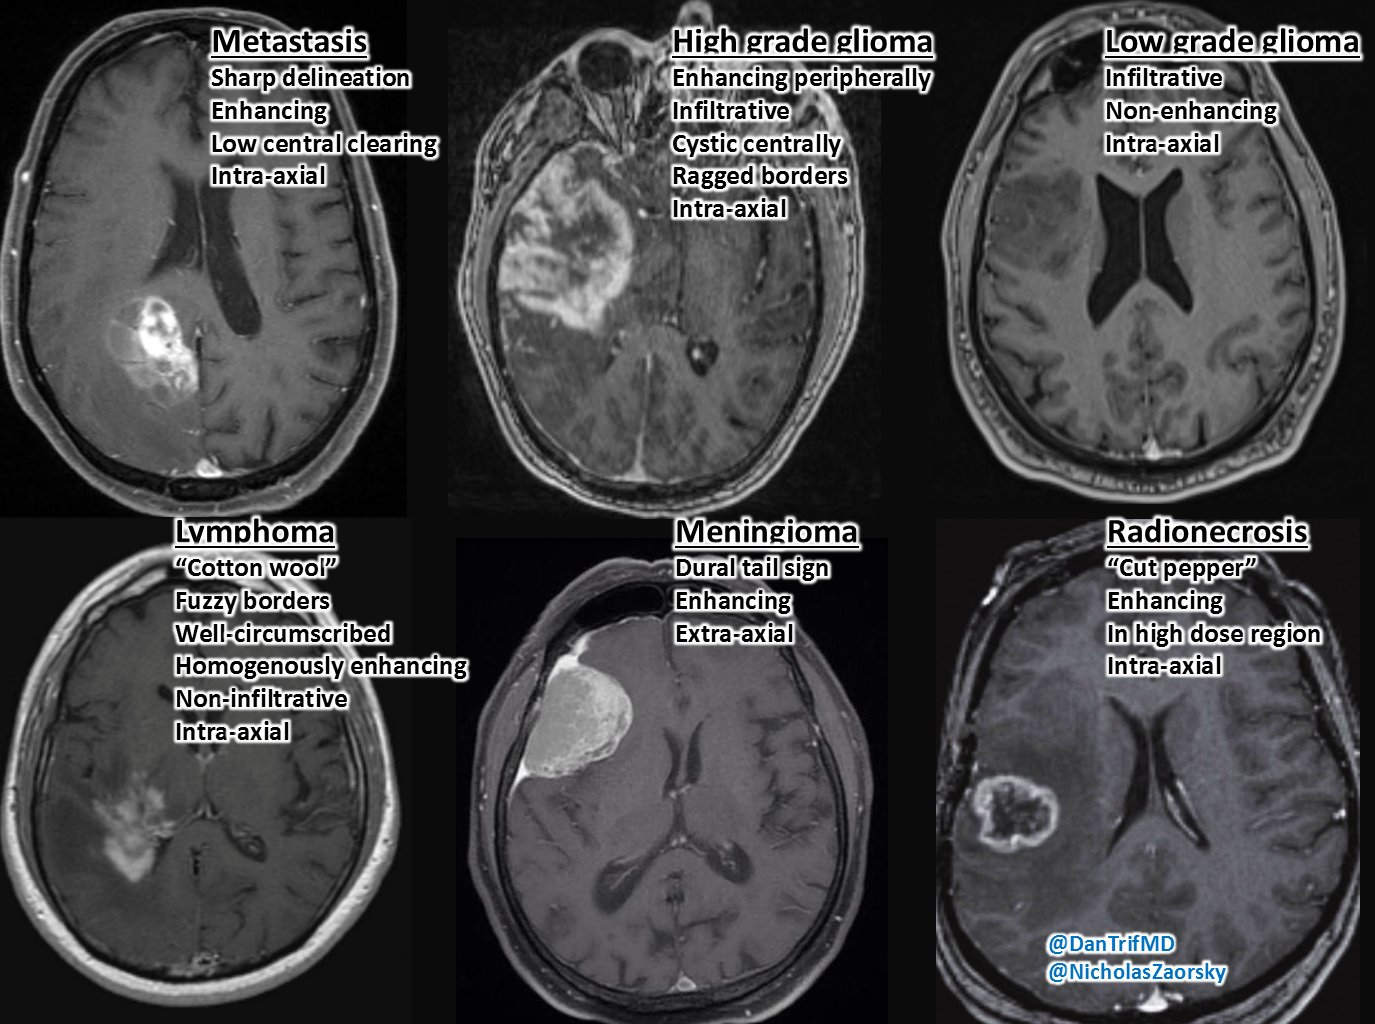 Metastasis
Sharp delineation
Enhancing
Low central clearing
Intra-axial
High grade glioma
Enhancing peripherally
Infiltrative
Cystic centrally
Ragged borders
Intra-axial
Low grade glioma
Infiltrative
Non-enhancing
Intra-axial
Lymphoma
“Cotton wool”
Fuzzy borders
Well-circumscribed
Homogenously enhancing
Non-infiltrative
Intra-axial
Meningioma
Dural tail sign
Enhancing
Extra-axial
Radionecrosis
“Cut pepper”
Enhancing
In high dose region
Intra-axial
@DanTrifMD
@NicholasZaorsky